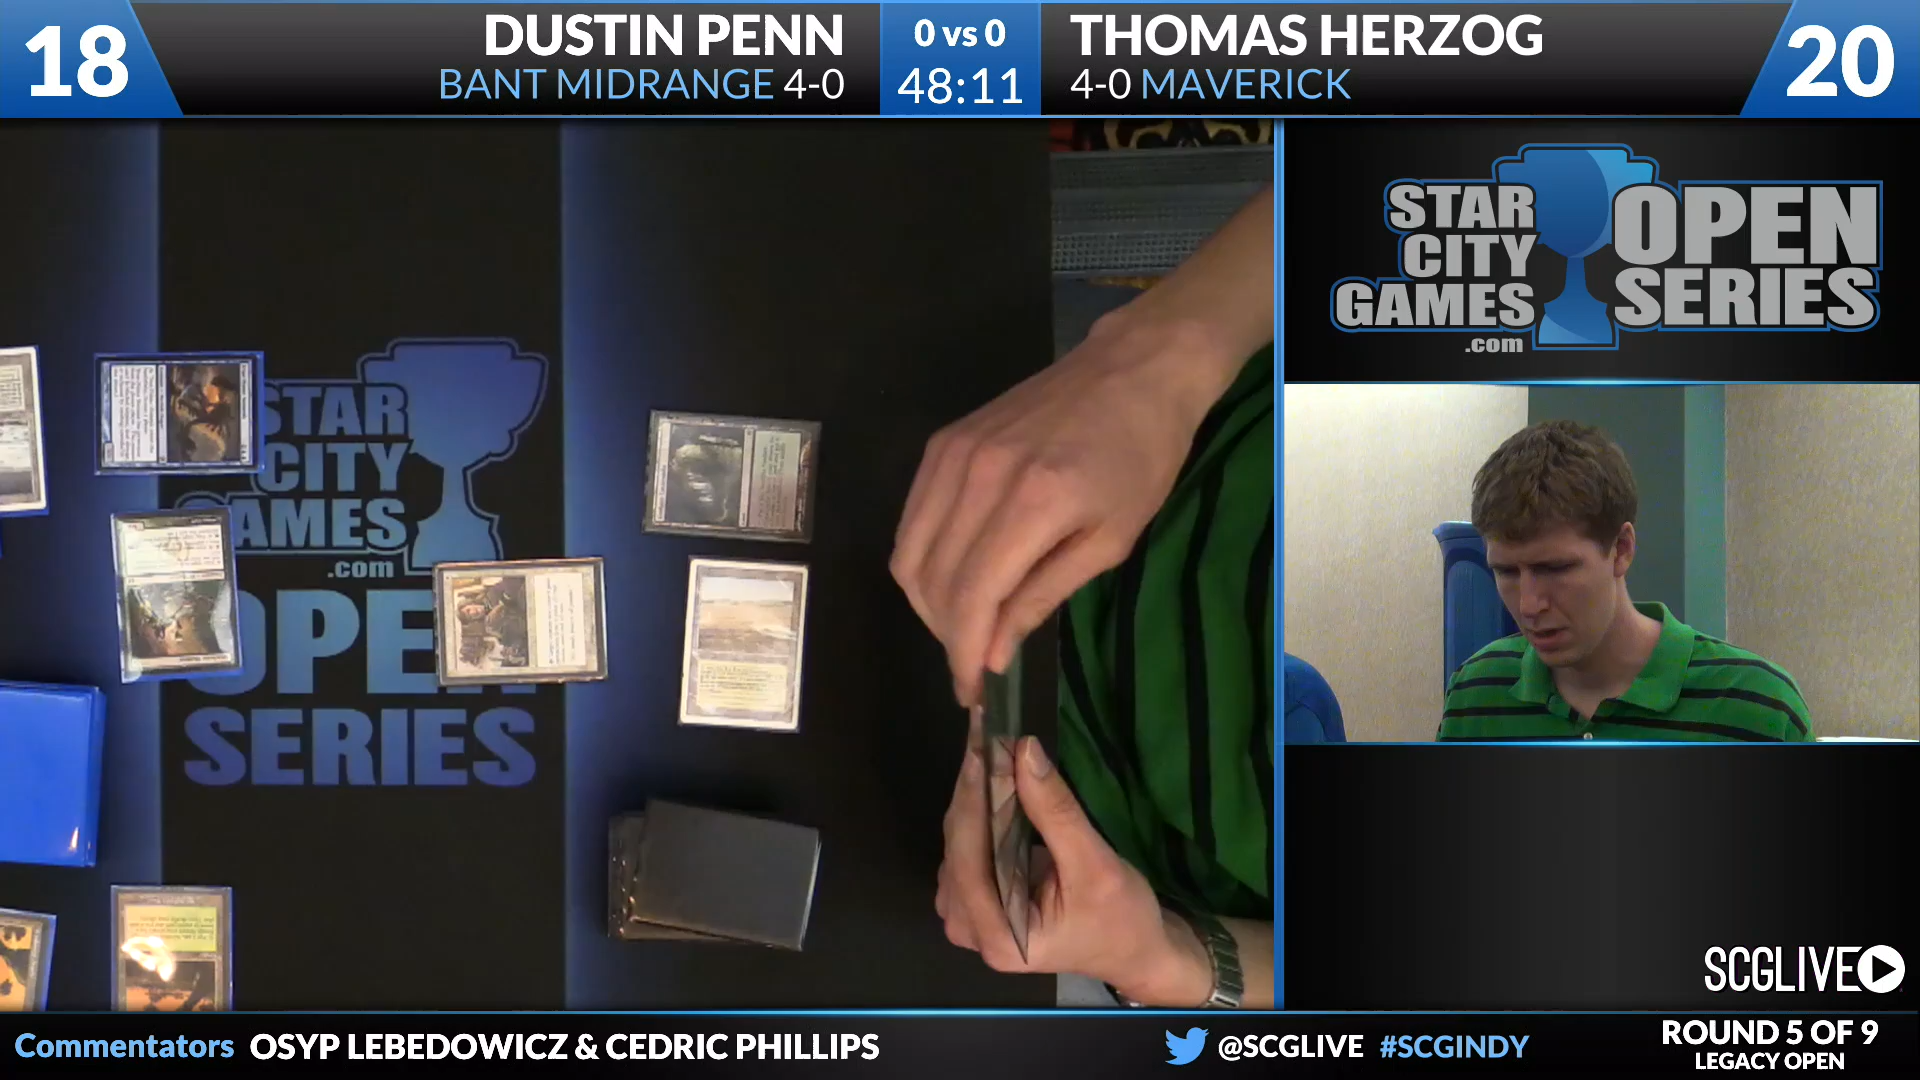 18
DUSTIN PENN
BANT MIDRANGE 4-0
0 vs 0
48:11
THOMAS HERZOG
4-0 MAVERICK
20
STAR
CITY
GAMES
.com
OPEN
SERIES
STAR
CITY
GAMES
.com
OPEN
SERIES
SCGLIVE
Commentators OSYP LEBEDOWICZ & CEDRIC PHILLIPS
@SCGLIVE #SCGINDY
ROUND 5 OF 9
LEGACY OPEN